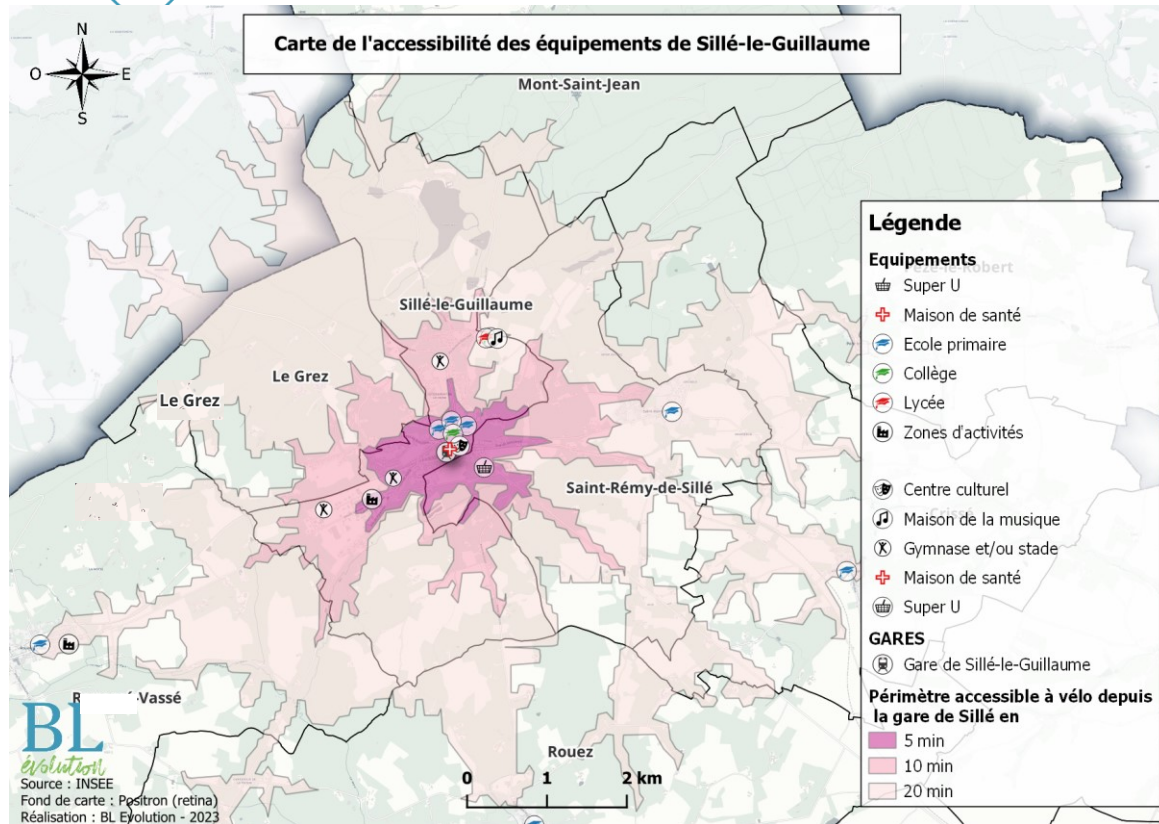 Carte de l'accessibilité des équipements de Sillé-le-Guillaume
N
O
E
S
Mont-Saint-Jean
Sillé-le-Guillaume
Le Grez
Le Grez
Saint-Rémy-de-Sillé
Rouez
-Vassé
Légende
Equipements
Super U
Maison de santé
Ecole primaire
Collège
Lycée
Zones d'activités
Centre culturel
Maison de la musique
Gymnase et/ou stade
Maison de santé
Super U
GARES
Gare de Sillé-le-Guillaume
Périmètre accessible à vélo depuis
la gare de Sillé en
5 min
10 min
20 min
Pezé-le-Robert
Crissé
0 1 2 km
BL
évolution
Source : INSEE
Fond de carte : Positron (retina)
Réalisation : BL Evolution - 2023